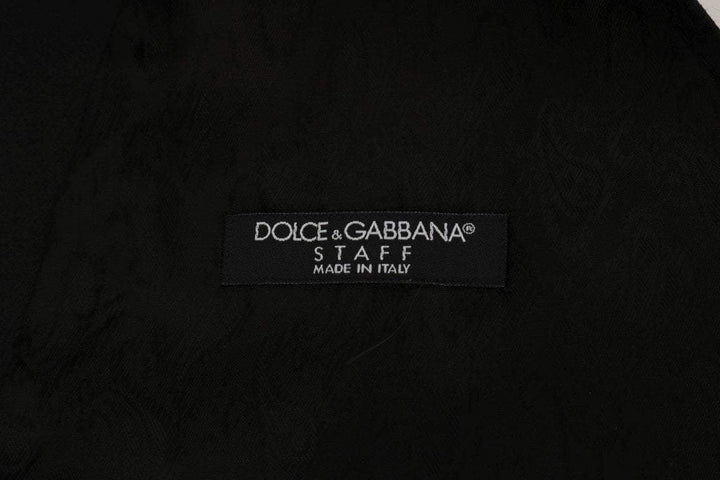 DOLCE & GABBANA®
STAFF
MADE IN ITALY